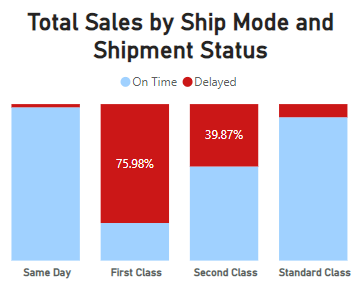 Total Sales by Ship Mode and
Shipment Status
On Time Delayed
75.98%
39.87%
Same Day First Class Second Class Standard Class